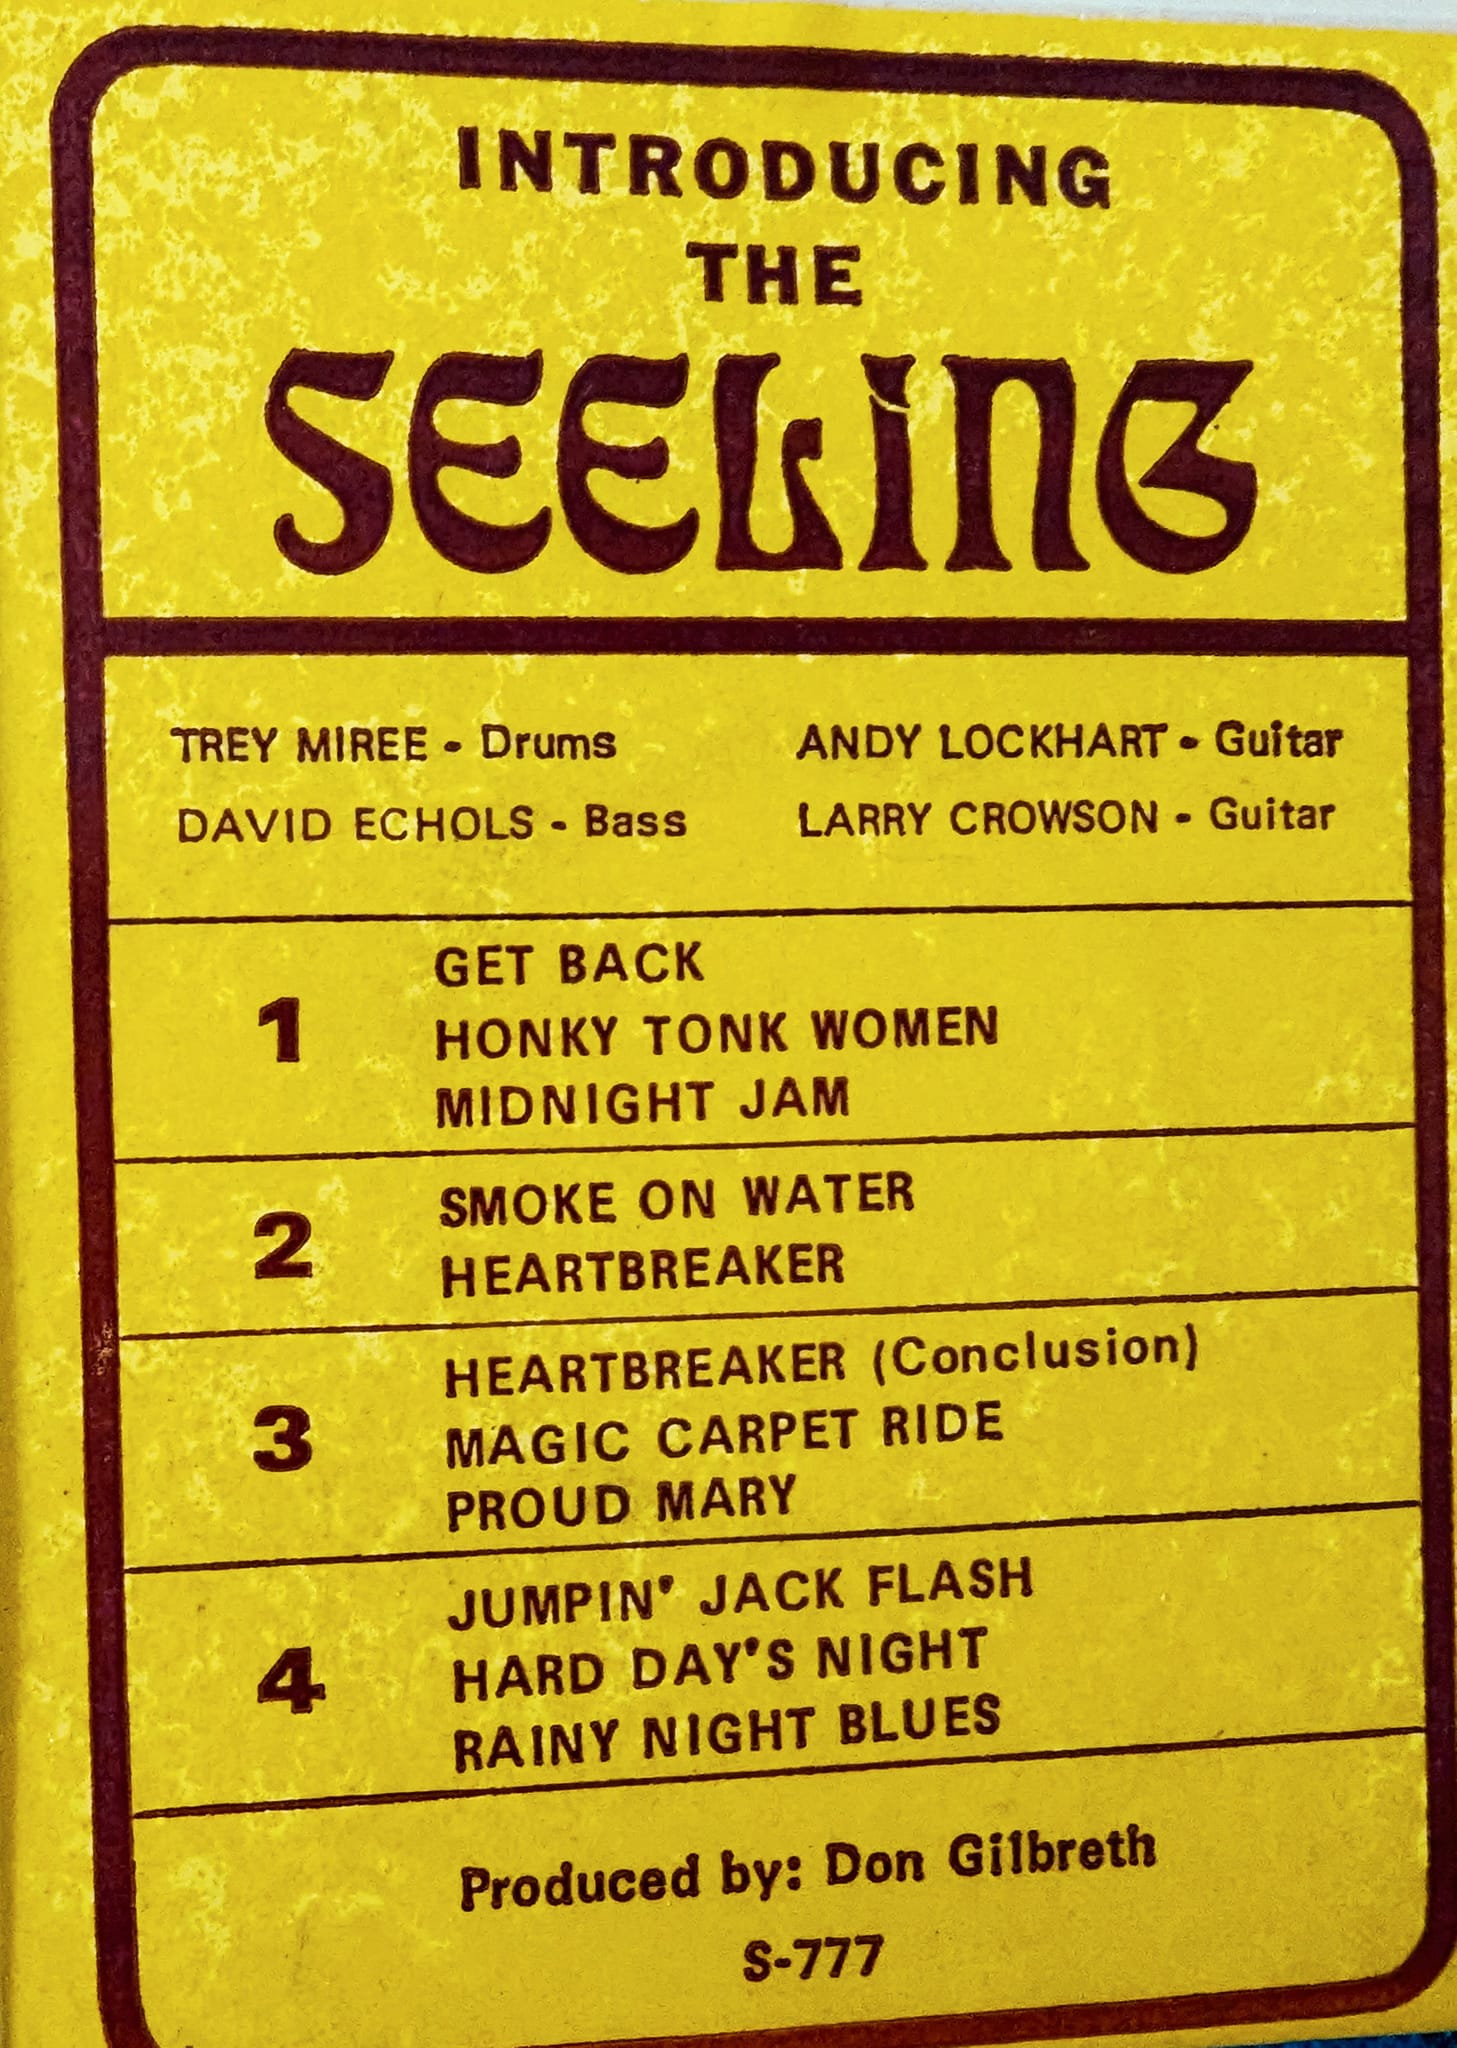 INTRODUCING
THE
SEELING
TREY MIREE - Drums
ANDY LOCKHART - Guitar
DAVID ECHOLS - Bass
LARRY CROWSON - Guitar
1
GET BACK
HONKY TONK WOMEN
MIDNIGHT JAM
2
SMOKE ON WATER
HEARTBREAKER
3
HEARTBREAKER (Conclusion)
MAGIC CARPET RIDE
PROUD MARY
4
JUMPIN' JACK FLASH
HARD DAY'S NIGHT
RAINY NIGHT BLUES
Produced by: Don Gilbreth
S-777